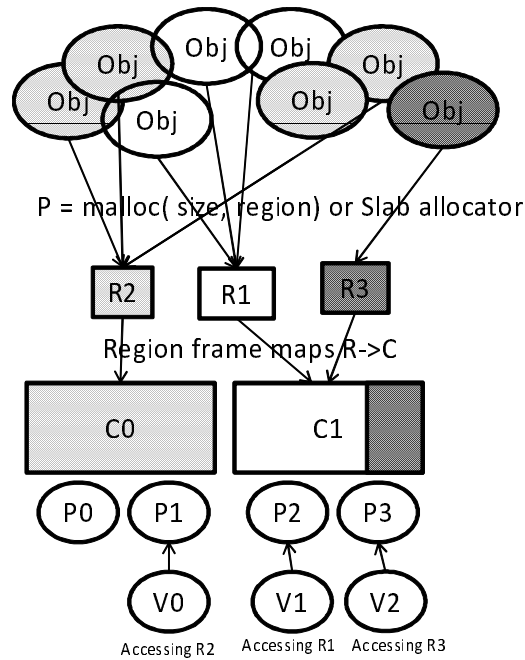 Obj
Obj
Obj
Obj
Obj
Obj
Obj
Obj
P = malloc( size, region) or Slab allocator
R2 R1 R3
Region frame maps R->C
C0 C1
P0 P1 P2 P3
V0 V1 V2
Accessing R2 Accessing R1 Accessing R3